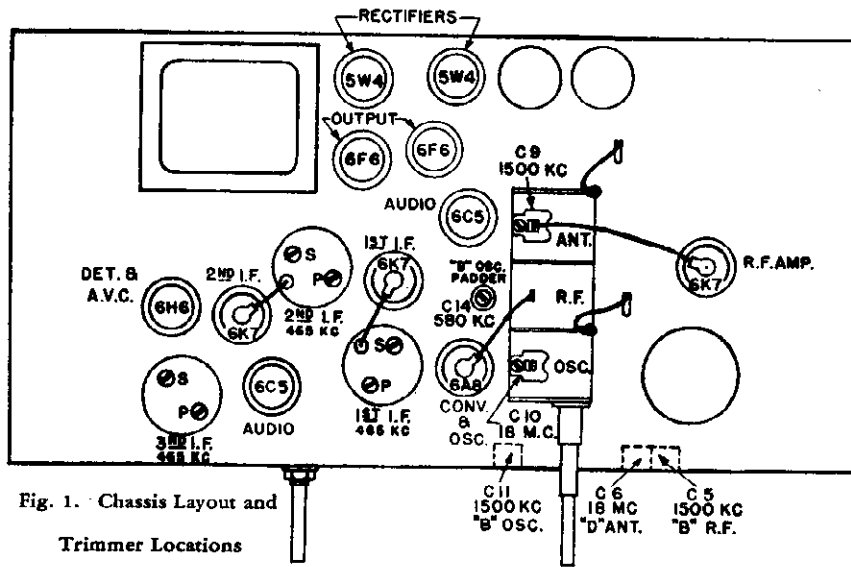 RECTIFIERS
5W4
5W4
OUTPUT
6F6
6F6
C9
1500 KC
AUDIO
6C5
ANT.
R.F. AMP.
6K7
1ST I.F.
6K7
"B" OSC.
PADDER
C14
580 KC
R.F.
DET. &
A.V.C.
6H6
2ND I.F.
6K7
S
P
2ND I.F.
465 KC
S
P
1ST I.F.
465 KC
6A8
CONV.
&
OSC.
OSC.
C10
18 M.C.
S
P
3ND I.F.
465 KC
6C5
AUDIO
C11
1500 KC
"B" OSC.
C6
18 MC
"D" ANT.
C5
1500 KC
"B" R.F.
Fig. 1. Chassis Layout and
Trimmer Locations